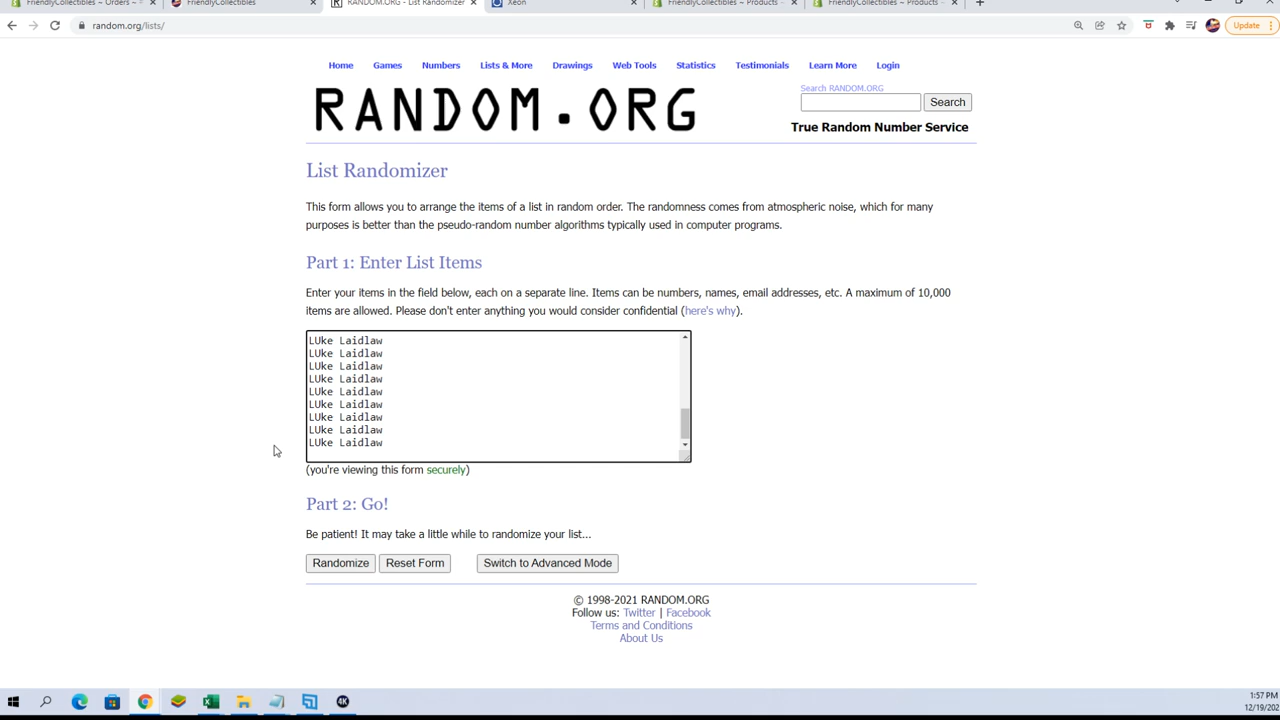 FriendlyCollectibles ~ Orders ~
FriendlyCollectibles
RANDOM.ORG - List Randomizer
Xeon
FriendlyCollectibles ~ Products
FriendlyCollectibles ~ Products
random.org/lists/
Update
Home Games Numbers Lists & More Drawings Web Tools Statistics Testimonials Learn More Login
RANDOM.ORG
Search RANDOM.ORG
Search
True Random Number Service
List Randomizer
This form allows you to arrange the items of a list in random order. The randomness comes from atmospheric noise, which for many
purposes is better than the pseudo-random number algorithms typically used in computer programs.
Part 1: Enter List Items
Enter your items in the field below, each on a separate line. Items can be numbers, names, email addresses, etc. A maximum of 10,000
items are allowed. Please don't enter anything you would consider confidential (here's why).
LUke Laidlaw
LUke Laidlaw
LUke Laidlaw
LUke Laidlaw
LUke Laidlaw
LUke Laidlaw
LUke Laidlaw
LUke Laidlaw
LUke Laidlaw
(you're viewing this form securely)
Part 2: Go!
Be patient! It may take a little while to randomize your list...
Randomize Reset Form Switch to Advanced Mode
© 1998-2021 RANDOM.ORG
Follow us: Twitter | Facebook
Terms and Conditions
About Us
4K
1:57 PM
12/19/202